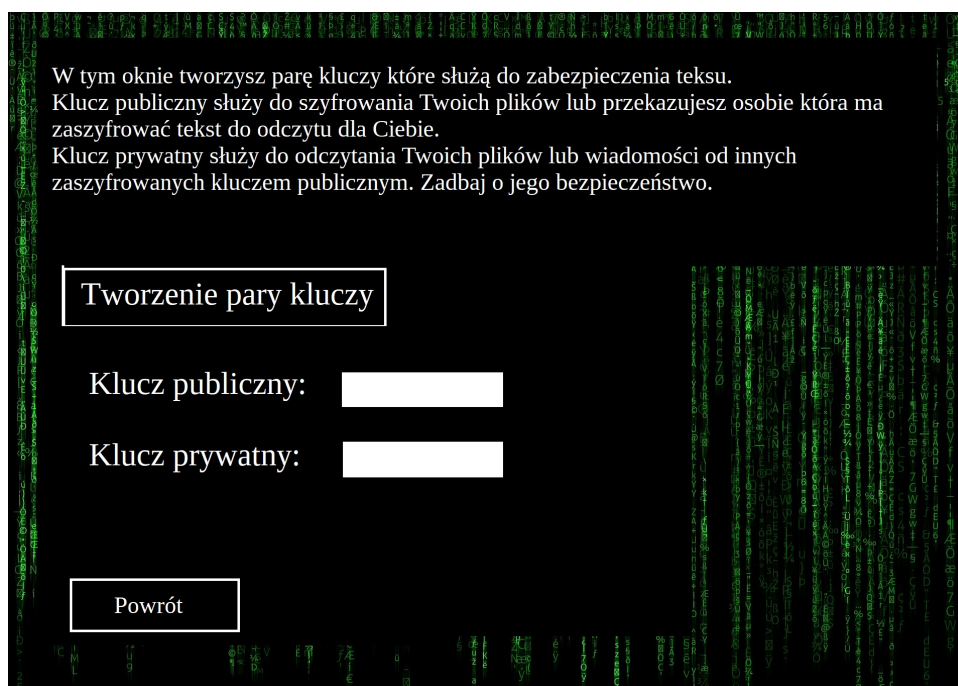 W tym oknie tworzysz parę kluczy które służą do zabezpieczenia teksu.
Klucz publiczny służy do szyfrowania Twoich plików lub przekazujesz osobie która ma
zaszyfrować tekst do odczytu dla Ciebie.
Klucz prywatny służy do odczytania Twoich plików lub wiadomości od innych
zaszyfrowanych kluczem publicznym. Zadbaj o jego bezpieczeństwo.
Tworzenie pary kluczy
Klucz publiczny:
Klucz prywatny:
Powrót